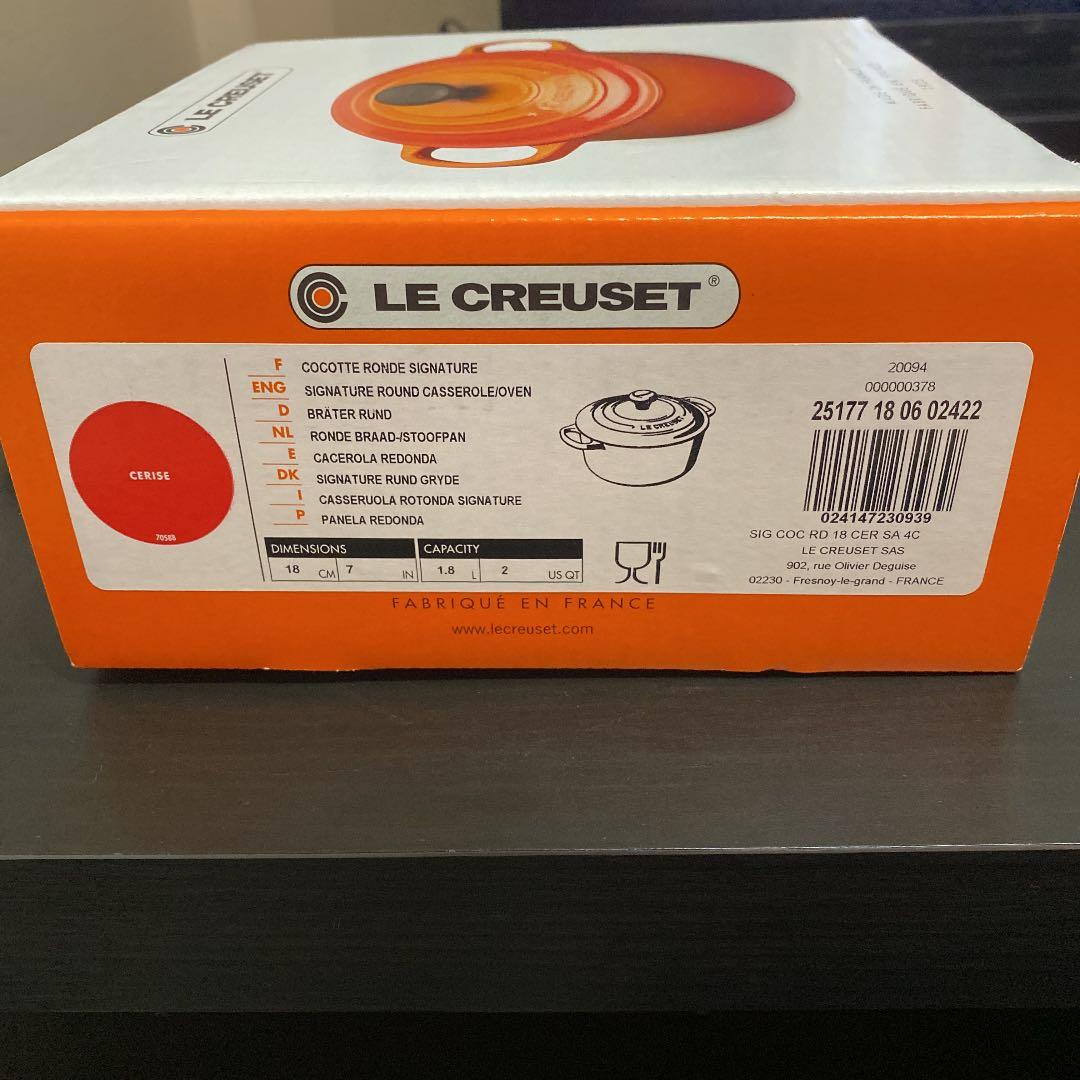 LE CREUSET
LE CREUSET®
CERISE
70588
F COCOTTE RONDE SIGNATURE
ENG SIGNATURE ROUND CASSEROLE/OVEN
D BRÄTER RUND
NL RONDE BRAAD-/STOOFPAN
E CACEROLA REDONDA
DK SIGNATURE RUND GRYDE
I CASSERUOLA ROTONDA SIGNATURE
P PANELA REDONDA
DIMENSIONS CAPACITY
18 CM 7 IN 1.8 L 2 US QT
LE CREUSET
20094
000000378
25177 18 06 02422
024147230939
SIG COC RD 18 CER SA 4C
LE CREUSET SAS
902, rue Olivier Deguise
02230 - Fresnoy-le-grand - FRANCE
FABRIQUÉ EN FRANCE
www.lecreuset.com